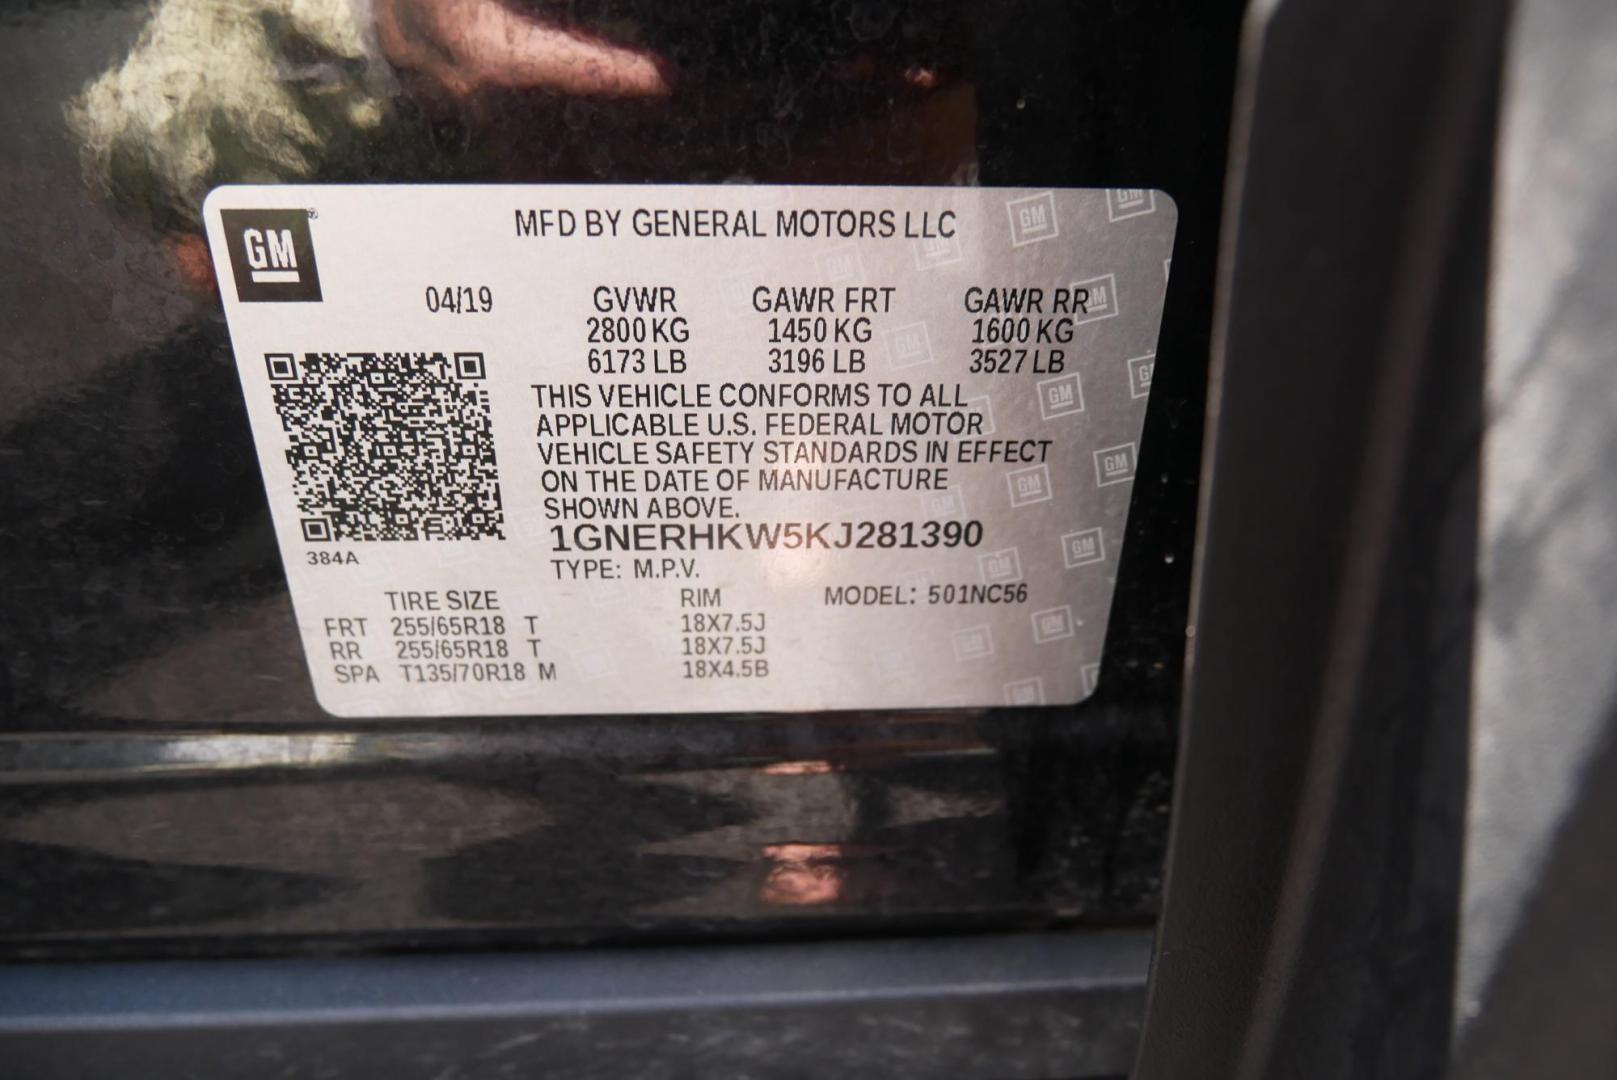 GM
MFD BY GENERAL MOTORS LLC
04/19 GVWR GAWR FRT GAWR RR
2800 KG 1450 KG 1600 KG
6173 LB 3196 LB 3527 LB
THIS VEHICLE CONFORMS TO ALL
APPLICABLE U.S. FEDERAL MOTOR
VEHICLE SAFETY STANDARDS IN EFFECT
ON THE DATE OF MANUFACTURE
SHOWN ABOVE.
1GNERHKW5KJ281390
384A
TYPE: M.P.V.
TIRE SIZE RIM MODEL: 501NC56
FRT 255/65R18 T 18X7.5J
RR 255/65R18 T 18X7.5J
SPA T135/70R18 M 18X4.5B